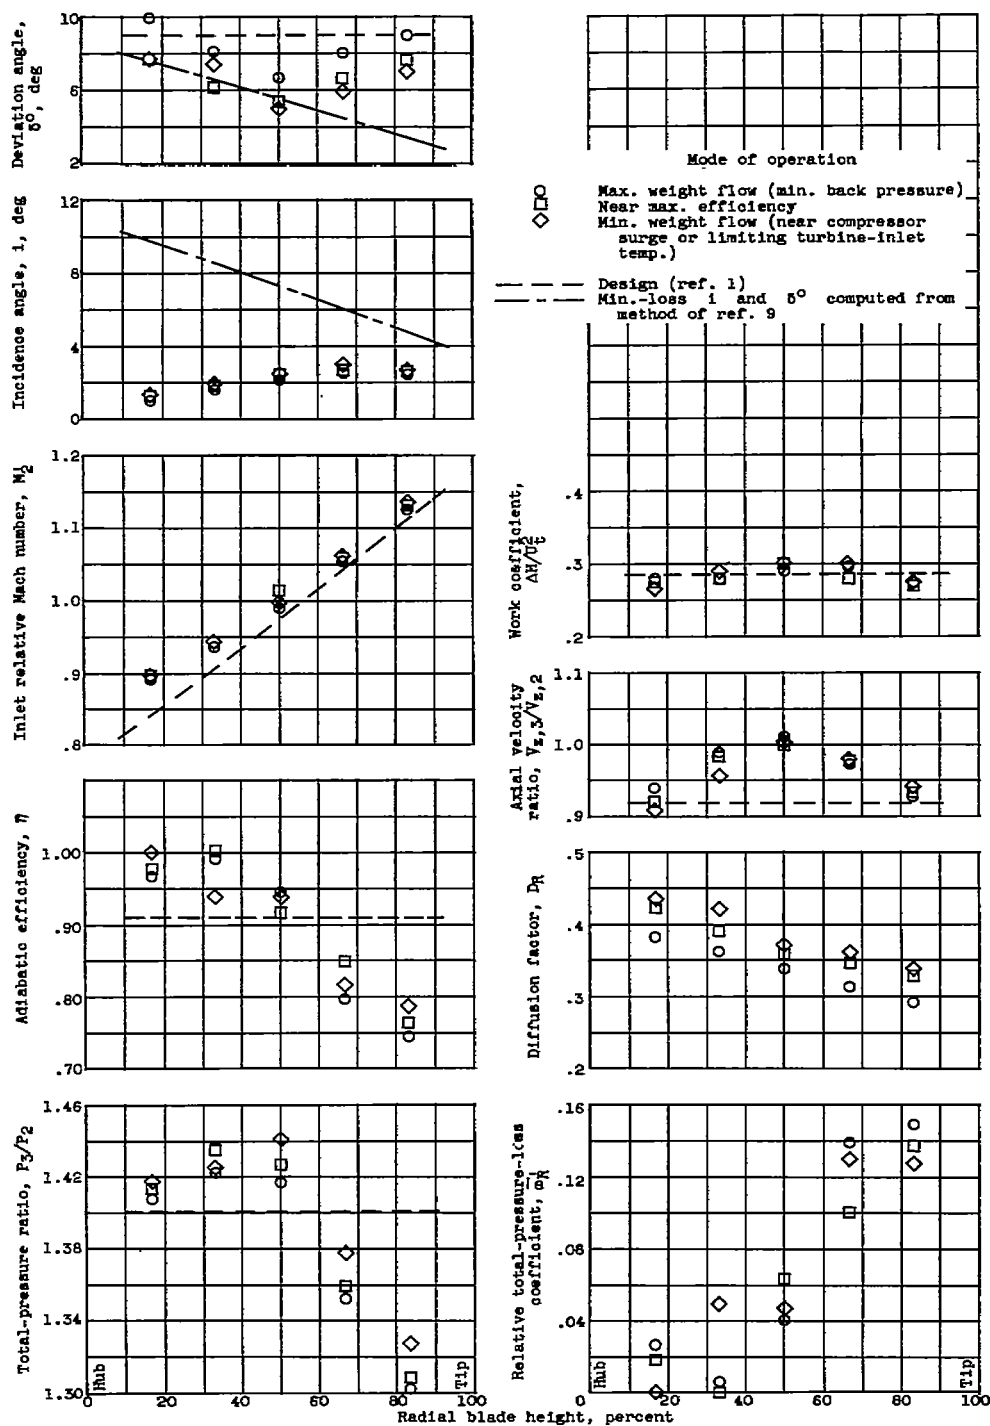 Deviation angle,
δ°, deg
10
6
2
Mode of operation
Max. weight flow (min. back pressure)
Near max. efficiency
Min. weight flow (near compressor
surge or limiting turbine-inlet
temp.)
Design (ref. 1)
Min.-loss i and δ° computed from
method of ref. 9
Incidence angle, i, deg
12
8
4
0
Inlet relative Mach number, M'2
1.2
1.1
1.0
.9
.8
Work coefficient,
ΔH/U²t
.4
.3
.2
Axial velocity
ratio, Vz,3/Vz,2
1.1
1.0
.9
Adiabatic efficiency, η
1.00
.90
.80
.70
Diffusion factor, DR
.5
.4
.3
.2
Total-pressure ratio, P3/P2
1.46
1.42
1.38
1.34
1.30
Hub
Tip
0 20 40 60 80 100
Relative total-pressure-loss
coefficient, ω̄'R
.16
.12
.08
.04
0
Hub
Tip
0 20 40 60 80 100
Radial blade height, percent